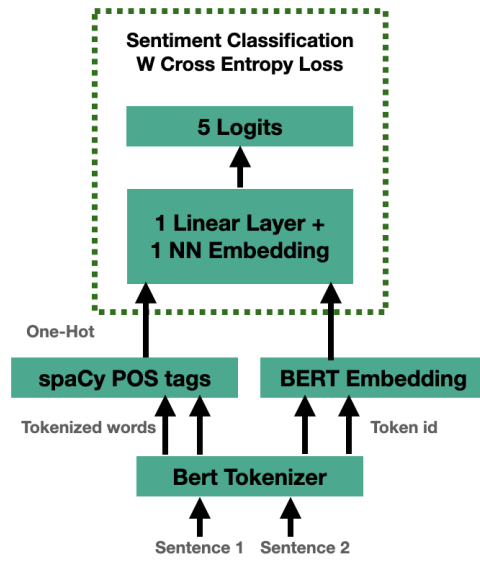 Sentiment Classification
W Cross Entropy Loss
5 Logits
1 Linear Layer +
1 NN Embedding
One-Hot
spaCy POS tags
BERT Embedding
Tokenized words
Token id
Bert Tokenizer
Sentence 1
Sentence 2